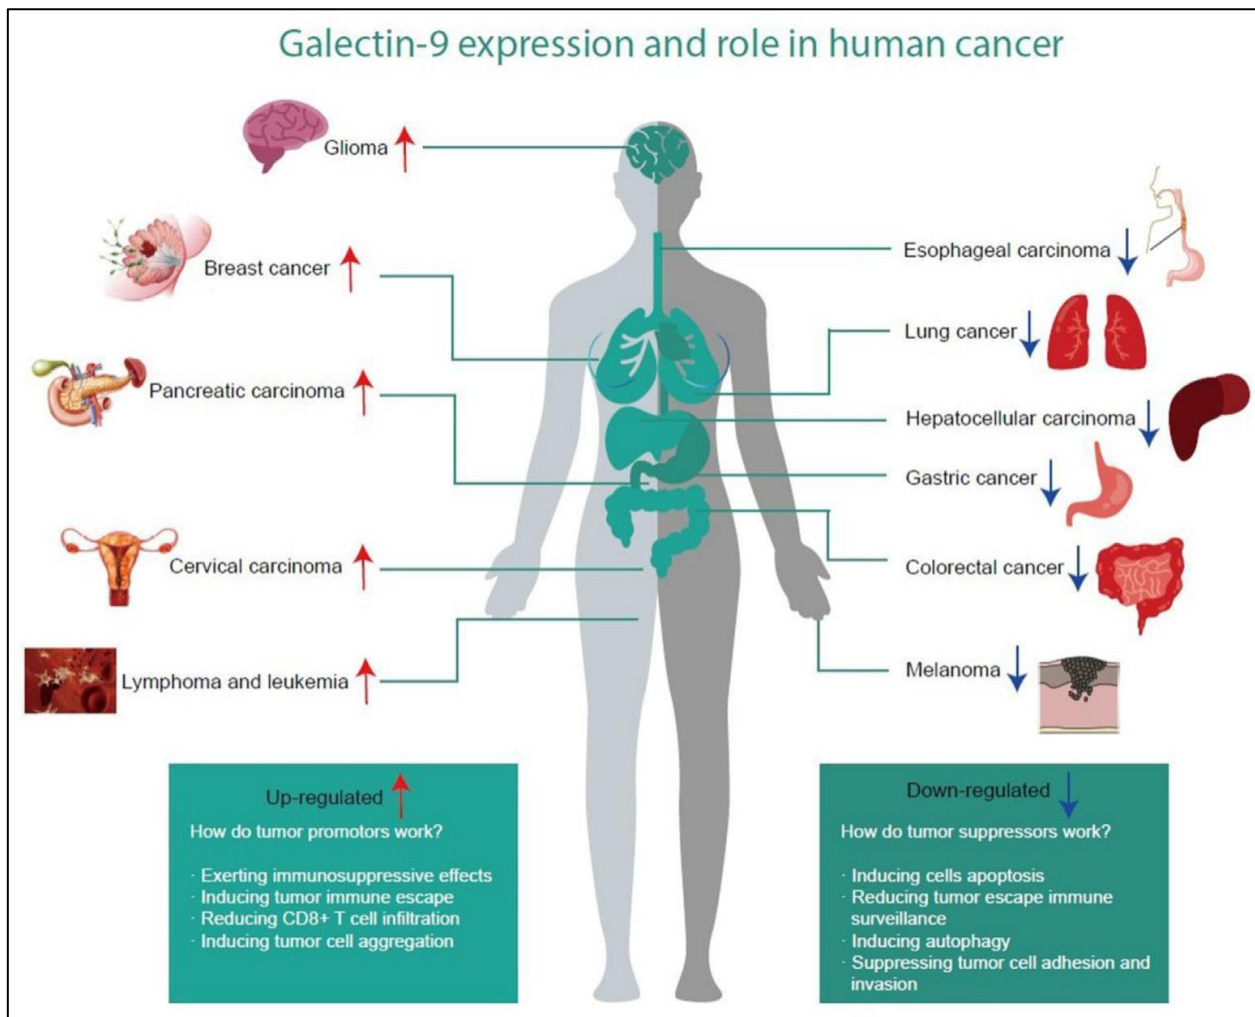 Galectin-9 expression and role in human cancer
Glioma
Breast cancer
Pancreatic carcinoma
Cervical carcinoma
Lymphoma and leukemia
Esophageal carcinoma
Lung cancer
Hepatocellular carcinoma
Gastric cancer
Colorectal cancer
Melanoma
Up-regulated
How do tumor promotors work?
· Exerting immunosuppressive effects
· Inducing tumor immune escape
· Reducing CD8+ T cell infiltration
· Inducing tumor cell aggregation
Down-regulated
How do tumor suppressors work?
· Inducing cells apoptosis
· Reducing tumor escape immune
surveillance
· Inducing autophagy
· Suppressing tumor cell adhesion and
invasion